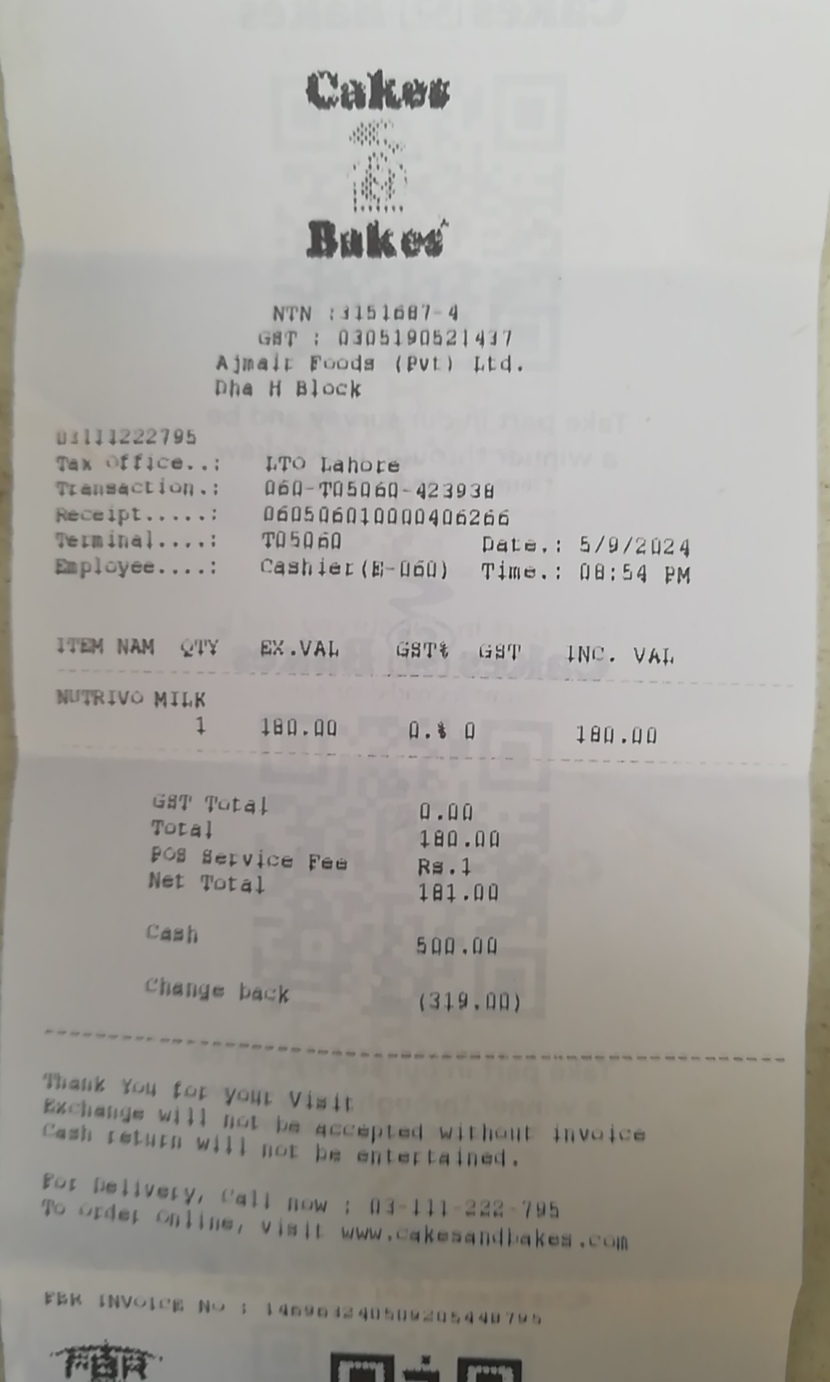 Cakes
Bakes
NTN :3151687-4
GST : 0305190521437
Ajmair Foods (Pvt) Ltd.
Dha H Block
03111222795
Tax Office..: LTO Lahore
Transaction.: 060-T05060-423938
Receipt.....: 060506010000406266
Terminal....: T05060 Date.: 5/9/2024
Employee....: Cashier(E-060) Time.: 08:54 PM
ITEM NAM QTY EX.VAL GST% GST INC. VAL
NUTRIVO MILK
1 180.00 0.% 0 180.00
GST Total 0.00
Total 180.00
POS Service Fee Rs.1
Net Total 181.00
Cash 500.00
Change back (319.00)
Thank You for your Visit
Exchange will not be accepted without invoice
Cash return will not be entertained.
For Delivery, Call now : 03-111-222-795
To order Online, visit www.cakesandbakes.com
FBR INVOICE No :
FBR